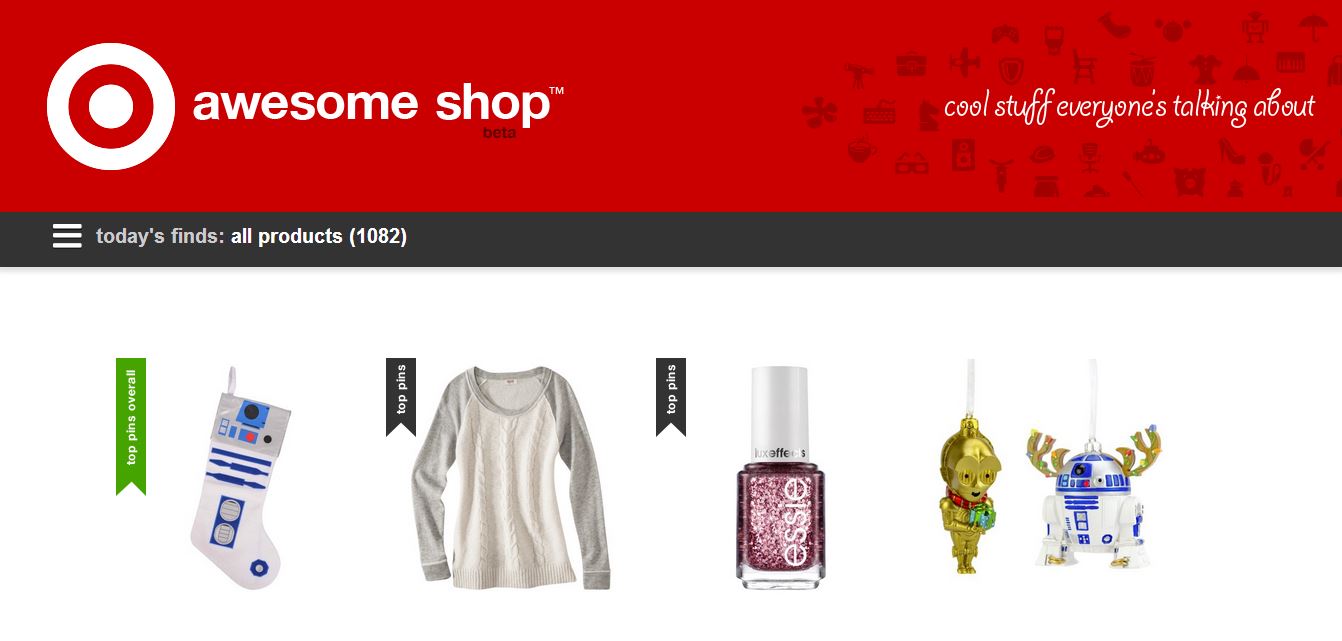 awesome shop™
beta
cool stuff everyone's talking about
today's finds: all products (1082)
top pins overall
top pins
top pins
luxeffects
essie